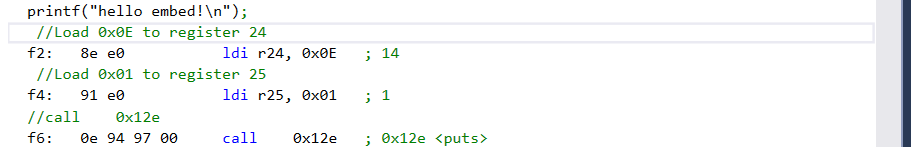 printf("hello embed!\n");
//Load 0x0E to register 24
f2:   8e e0          ldi r24, 0x0E   ; 14
//Load 0x01 to register 25
f4:   91 e0          ldi r25, 0x01   ; 1
//call    0x12e
f6:   0e 94 97 00    call    0x12e   ; 0x12e <puts>